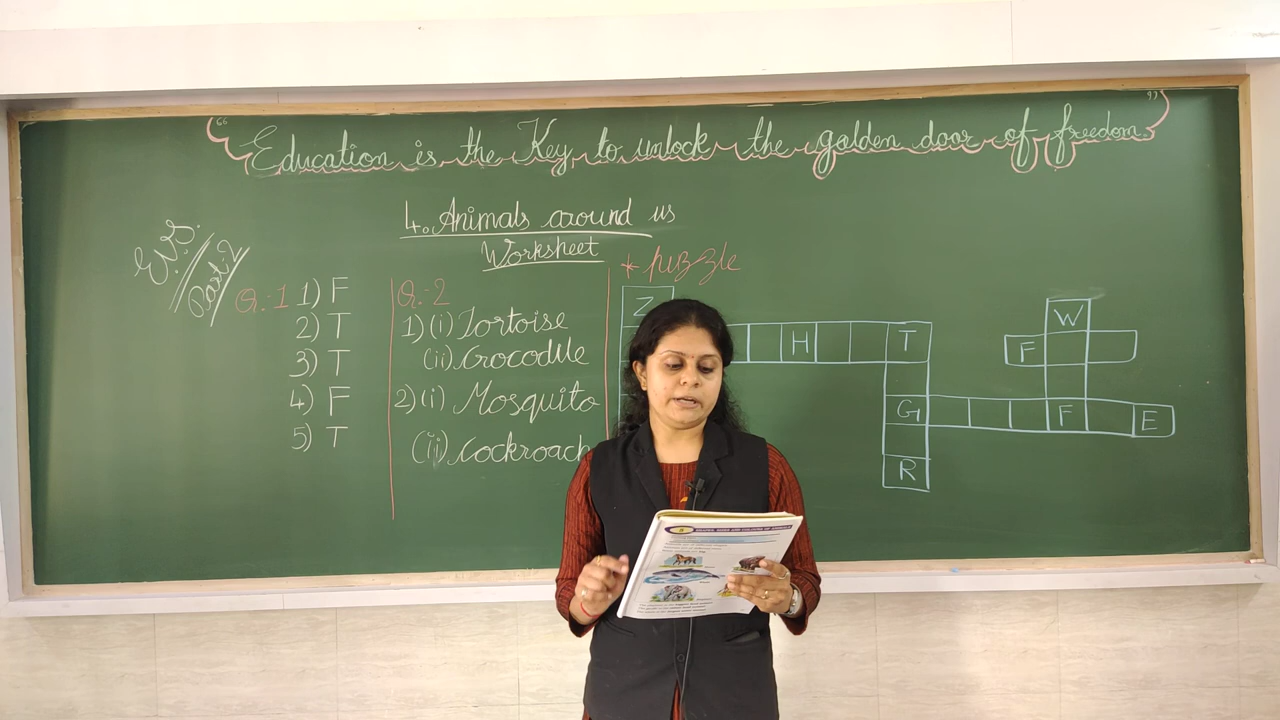 "Education is the Key to unlock the golden door of freedom."
4. Animals around us
Worksheet
E.V.S.
Part-2
Q.-1 1) F
2) T
3) T
4) F
5) T
Q.-2
1) (i) Tortoise
(ii) Crocodile
2) (i) Mosquito
(ii) Cockroach
* puzzle
Z
H T
G F E
R
W
F